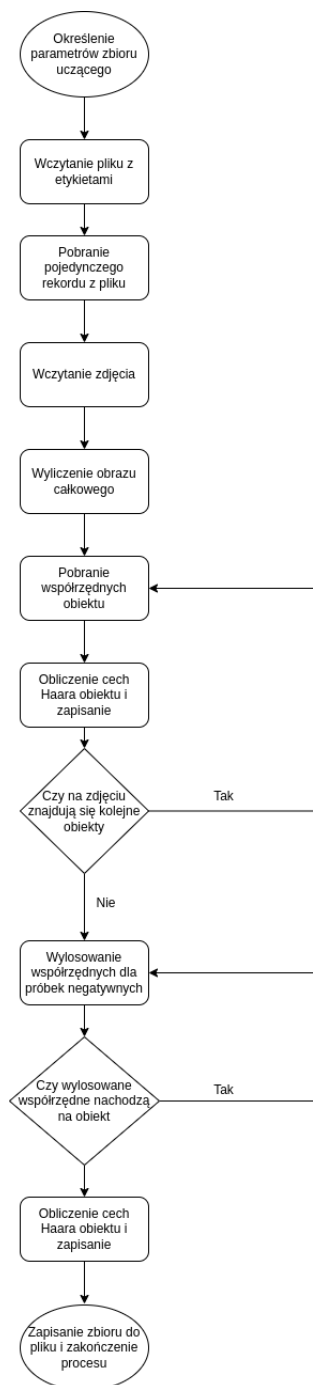 Określenie
parametrów zbioru
uczącego
Wczytanie pliku z
etykietami
Pobranie
pojedynczego
rekordu z pliku
Wczytanie zdjęcia
Wyliczenie obrazu
całkowego
Pobranie
współrzędnych
obiektu
Obliczenie cech
Haara obiektu i
zapisanie
Czy na zdjęciu
znajdują się kolejne
obiekty
Tak
Nie
Wylosowanie
współrzędnych dla
próbek negatywnych
Czy wylosowane
współrzędne nachodzą
na obiekt
Tak
Obliczenie cech
Haara obiektu i
zapisanie
Zapisanie zbioru do
pliku i zakończenie
procesu